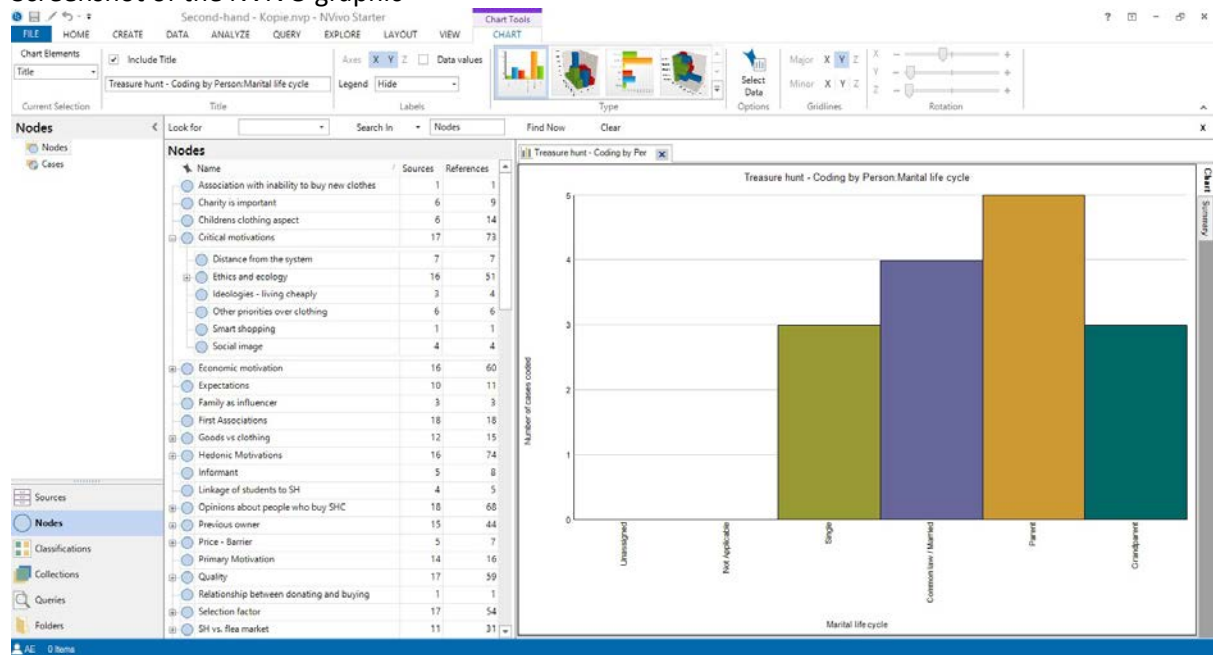 Screenshot of the NVIVO graphic
Second-hand - Kopie.nvp - NVivo Starter
Chart Tools
FILE HOME CREATE DATA ANALYZE QUERY EXPLORE LAYOUT VIEW CHART
Chart Elements
Title
Current Selection
Include Title
Treasure hunt - Coding by Person:Marital life cycle
Title
Axes X Y Z Data values
Legend Hide
Labels
Type
Select Data
Options
Major X Y Z
Minor X Y Z
Gridlines
X - +
Y - +
Z - +
Rotation
Nodes
Look for Search In Nodes Find Now Clear x
Nodes
Cases
Sources
Nodes
Classifications
Collections
Queries
Folders
Nodes
Name Sources References
Association with inability to buy new clothes 1 1
Charity is important 6 9
Childrens clothing aspect 6 14
Critical motivations 17 73
Distance from the system 7 7
Ethics and ecology 16 51
Ideologies - living cheaply 3 4
Other priorities over clothing 6 6
Smart shopping 1 1
Social image 4 4
Economic motivation 16 60
Expectations 10 11
Family as influencer 3 3
First Associations 18 18
Goods vs clothing 12 15
Hedonic Motivations 16 74
Informant 5 8
Linkage of students to SH 4 5
Opinions about people who buy SHC 18 68
Previous owner 15 44
Price - Barrier 5 7
Primary Motivation 14 16
Quality 17 59
Relationship between donating and buying 1 1
Selection factor 17 54
SH vs. flea market 11 31
Treasure hunt - Coding by Per
Treasure hunt - Coding by Person:Marital life cycle
Number of cases coded
5
4
3
2
1
0
Unassigned
Not Applicable
Single
Common law / Married
Parent
Grandparent
Marital life cycle
Chart
Summary
AE 0 Items